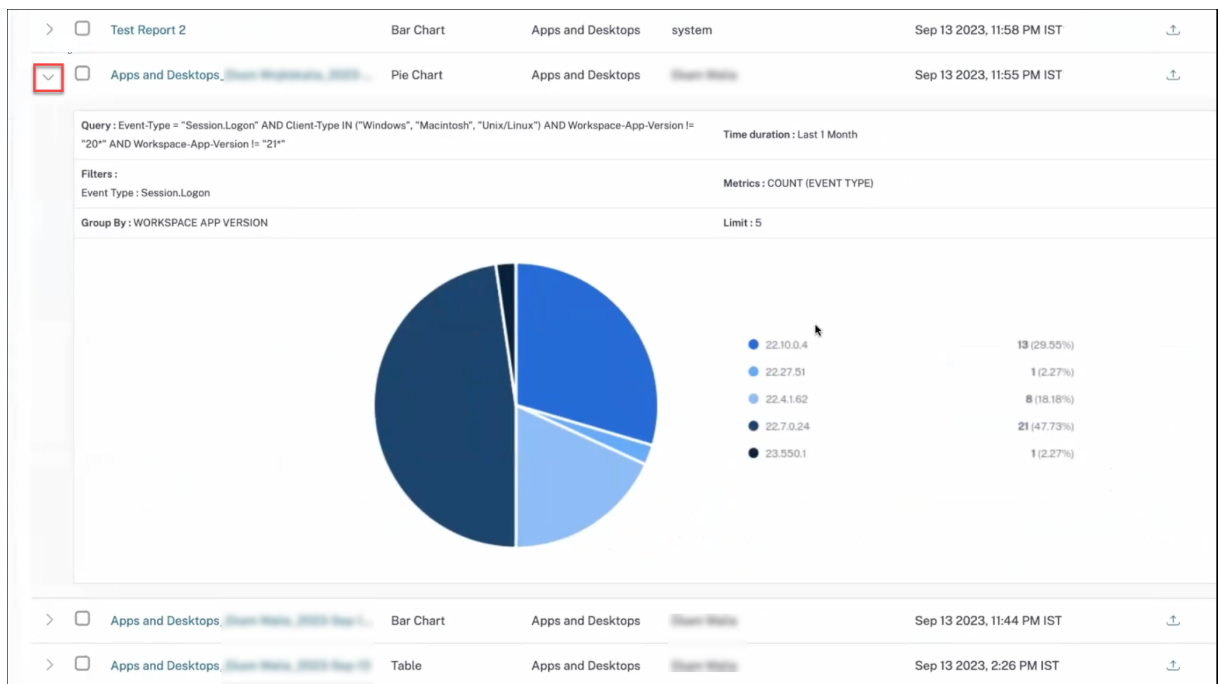 Test Report 2 Bar Chart Apps and Desktops system Sep 13 2023, 11:58 PM IST
Apps and Desktops_ Pie Chart Apps and Desktops Sep 13 2023, 11:55 PM IST
Query : Event-Type = "Session.Logon" AND Client-Type IN ("Windows", "Macintosh", "Unix/Linux") AND Workspace-App-Version !=
"20*" AND Workspace-App-Version != "21*"
Time duration : Last 1 Month
Filters :
Event Type : Session.Logon
Metrics : COUNT (EVENT TYPE)
Group By : WORKSPACE APP VERSION
Limit : 5
22.10.0.4 13 (29.55%)
22.27.51 1 (2.27%)
22.4.1.62 8 (18.18%)
22.7.0.24 21 (47.73%)
23.550.1 1 (2.27%)
Apps and Desktops_ Bar Chart Apps and Desktops Sep 13 2023, 11:44 PM IST
Apps and Desktops_ Table Apps and Desktops Sep 13 2023, 2:26 PM IST